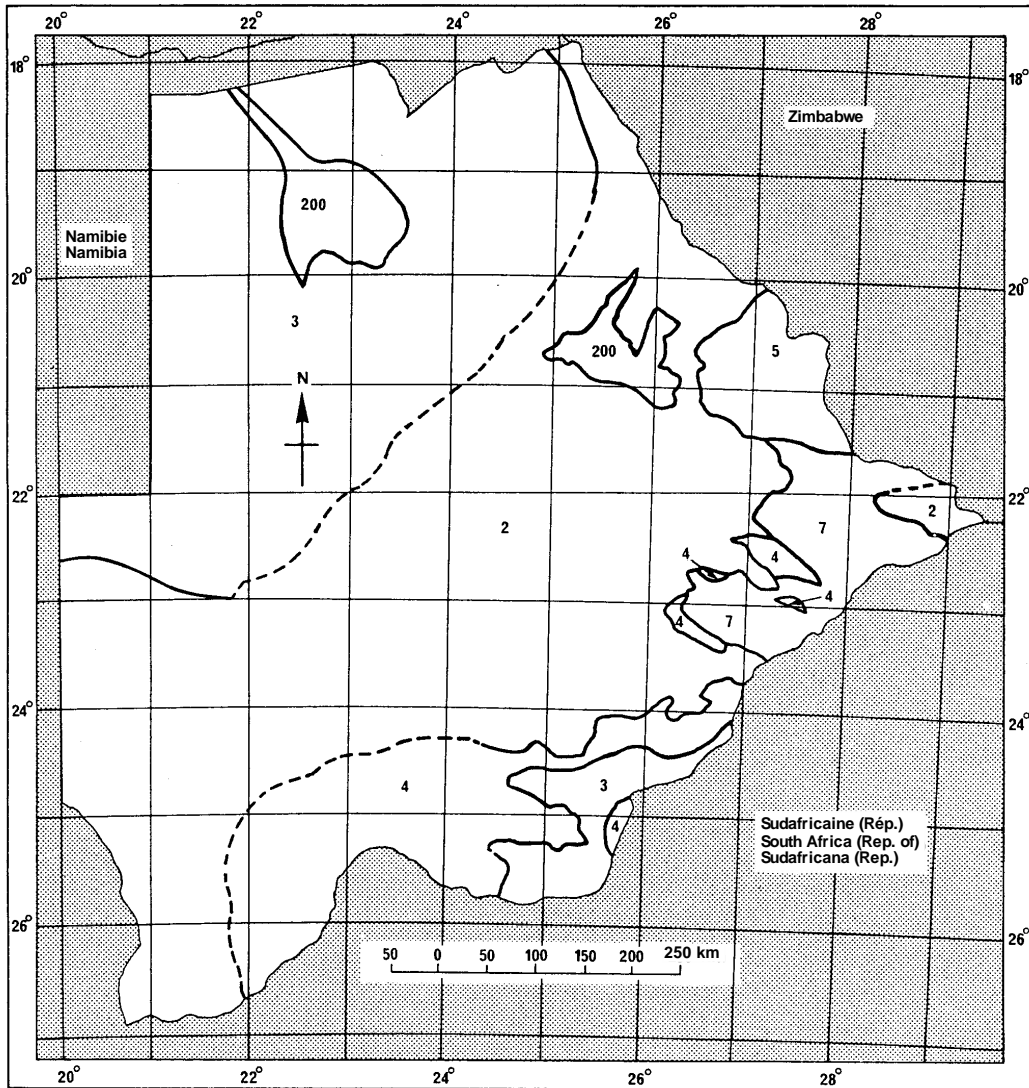 20° 22° 24° 26° 28°
18° 18°
Zimbabwe
200
Namibie
Namibia
20° 20°
3
200
5
N
22° 22°
2
2
7
4
4
4
4
7
24° 24°
4
3
4
Sudafricaine (Rép.)
South Africa (Rep. of)
Sudafricana (Rep.)
26° 26°
50 0 50 100 150 200 250 km
20° 22° 24° 26° 28°